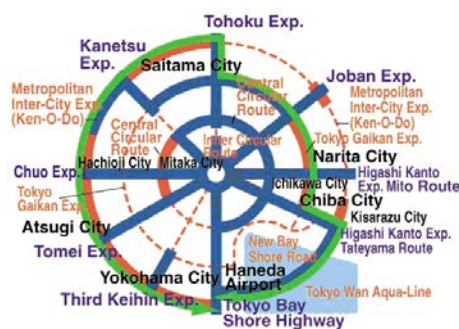 Tohoku Exp.
Kanetsu
Exp.
Saitama City
Joban Exp.
Metropolitan
Inter-City Exp.
(Ken-O-Do)
Central
Circular
Route
Central
Circular
Route
Inner Circular
Route
Metropolitan
Inter-City Exp.
(Ken-O-Do)
Tokyo
Gaikan Exp.
Narita City
Hachioji City
Mitaka City
Chuo Exp.
Ichikawa City
Higashi Kanto
Exp. Mito Route
Tokyo
Gaikan Exp.
Chiba City
Kisarazu City
Atsugi City
Higashi Kanto Exp.
Tateyama Route
Tomei Exp.
New Bay
Shore Road
Yokohama City
Haneda
Airport
Tokyo Wan Aqua-Line
Third Keihin Exp.
Tokyo Bay
Shore Highway